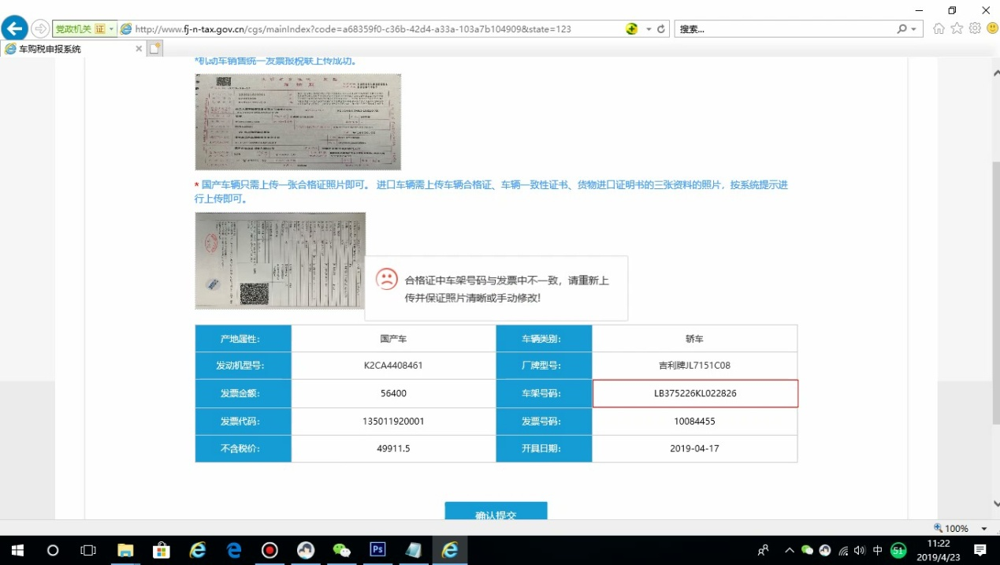 党政机关 证
http://www.fj-n-tax.gov.cn/cgs/mainIndex?code=a68359f0-c36b-42d4-a33a-103a7b104909&state=123
搜索...
车购税申报系统
*机动车销售统一发票报税联上传成功。
* 国产车辆只需上传一张合格证照片即可。 进口车辆需上传车辆合格证、车辆一致性证书、货物进口证明书的三张资料的照片，按系统提示进
行上传即可。
合格证中车架号码与发票中不一致，请重新上
传并保证照片清晰或手动修改!
产地属性: 国产车 车辆类别: 轿车
发动机型号: K2CA4408461 厂牌型号: 吉利牌JL7151C08
发票金额: 56400 车架号码: LB375226KL022826
发票代码: 135011920001 发票号码: 10084455
不含税价: 49911.5 开具日期: 2019-04-17
确认提交
100%
Ps
中
51
11:22
2019/4/23